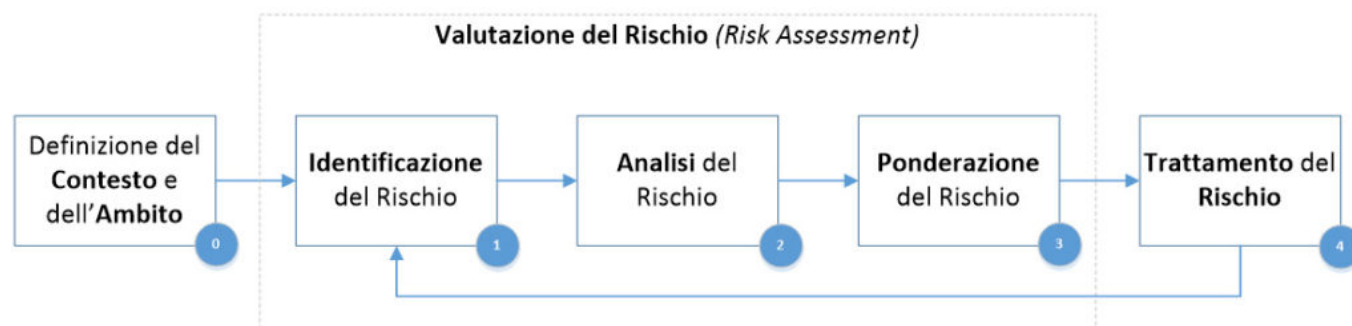 Valutazione del Rischio (Risk Assessment)
Definizione del
Contesto e
dell'Ambito
0
Identificazione
del Rischio
1
Analisi del
Rischio
2
Ponderazione
del Rischio
3
Trattamento del
Rischio
4